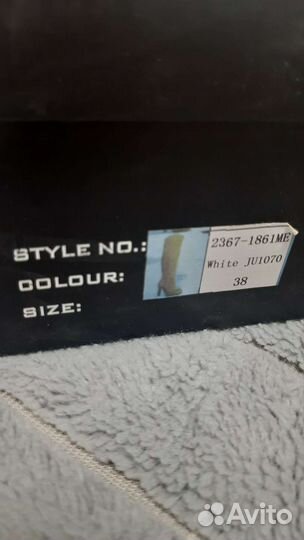 STYLE NO.: 2367-1861ME
COLOUR: White JU1070
SIZE: 38
Avito